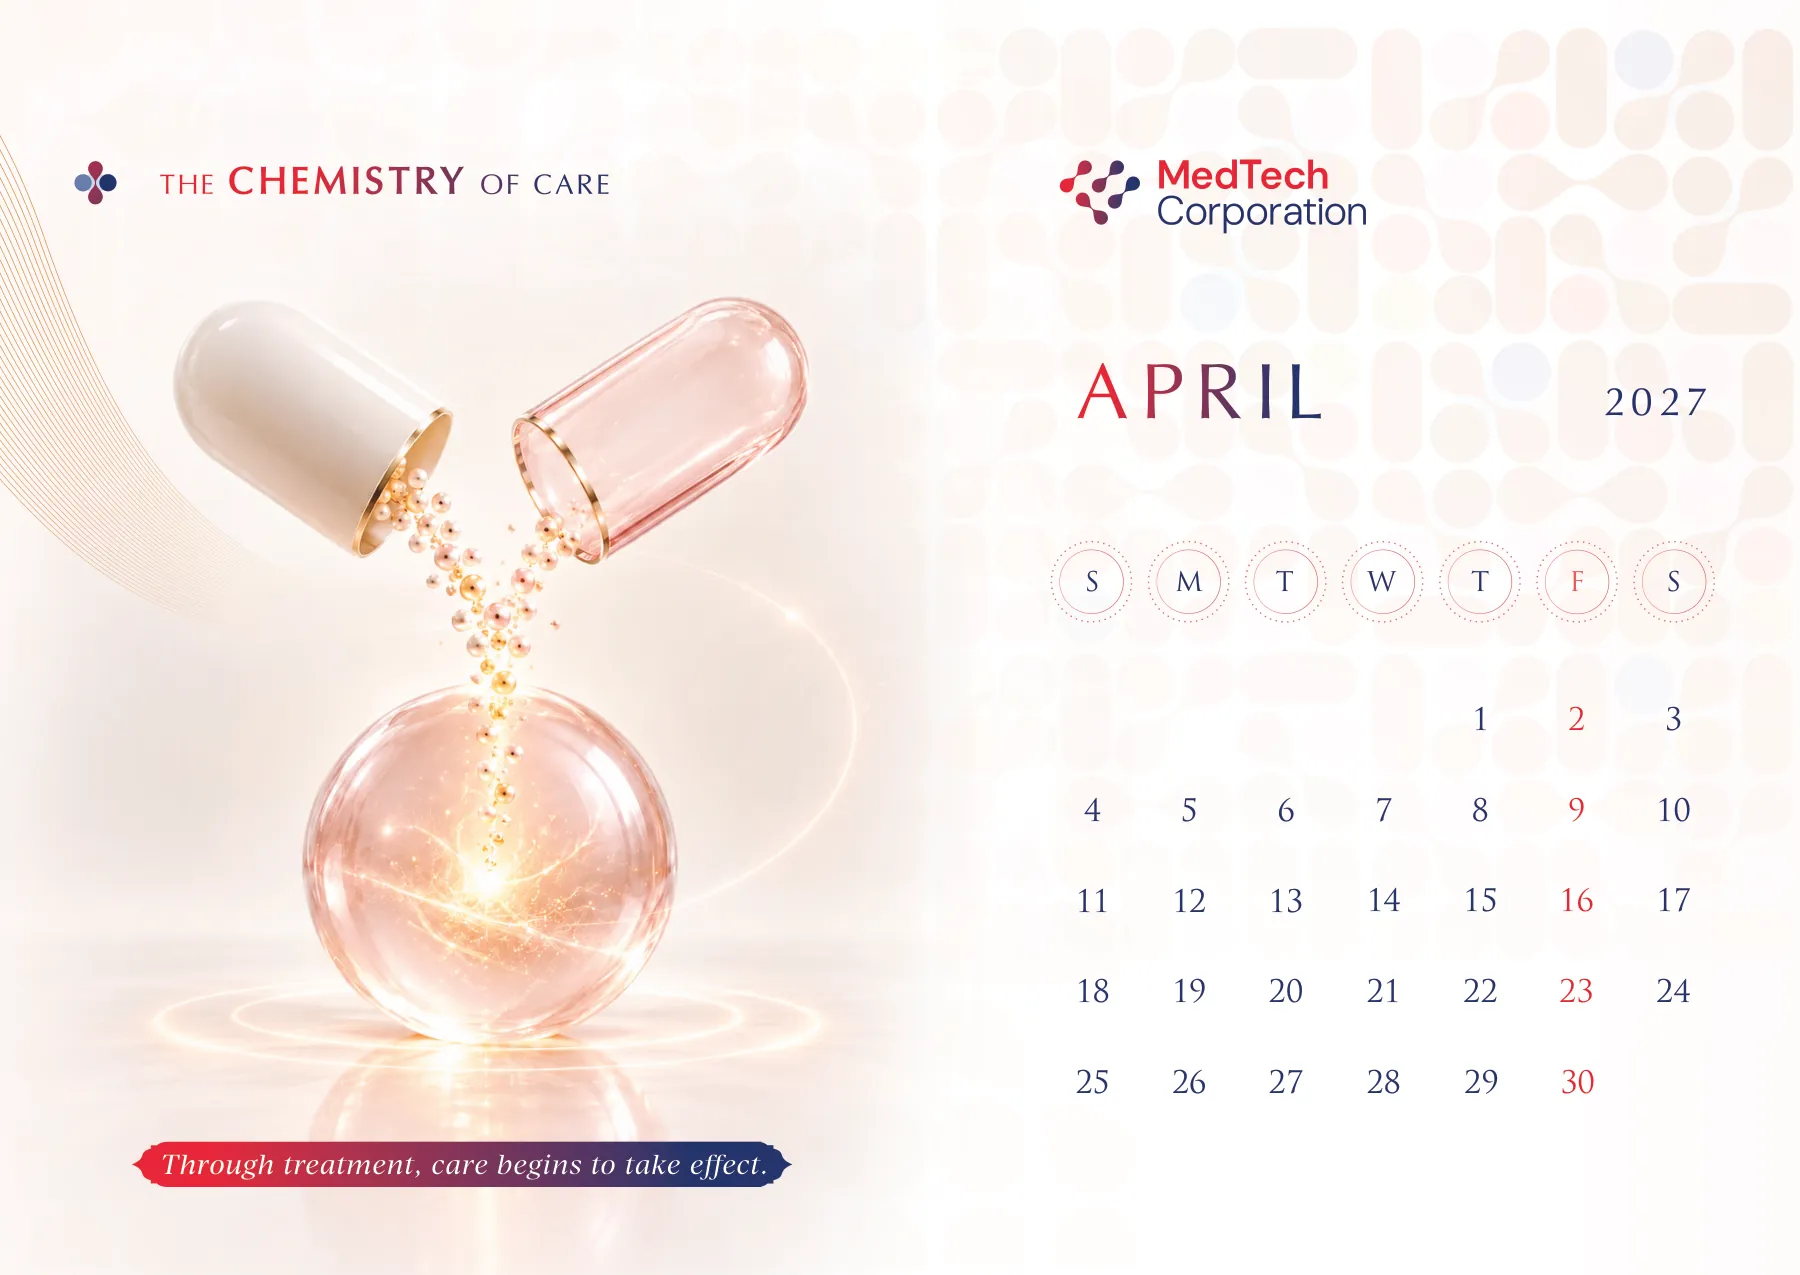 THE CHEMISTRY OF CARE
MedTech
Corporation
APRIL 2027
S M T W T F S
1 2 3
4 5 6 7 8 9 10
11 12 13 14 15 16 17
18 19 20 21 22 23 24
25 26 27 28 29 30
Through treatment, care begins to take effect.